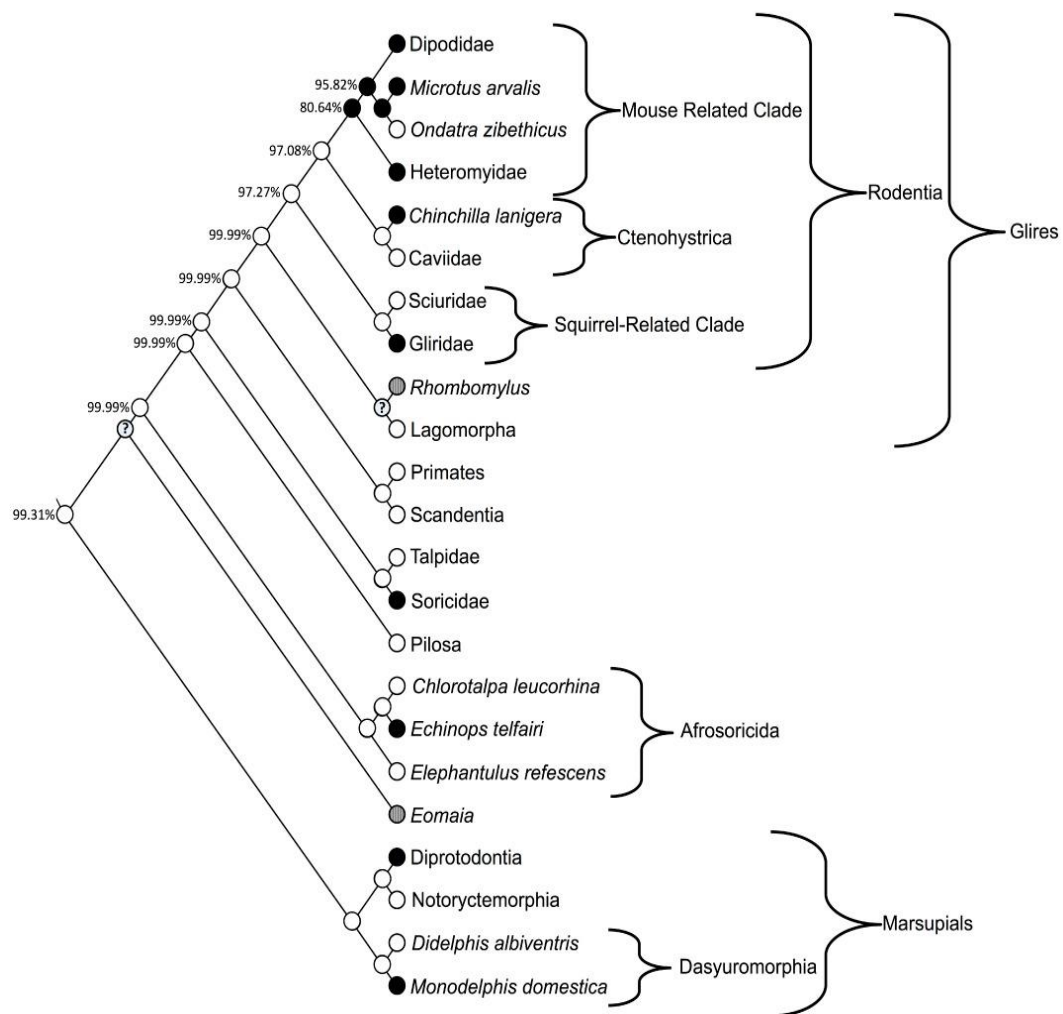 Dipodidae
95.82%
Microtus arvalis
80.64%
Mouse Related Clade
Ondatra zibethicus
97.08%
Heteromyidae
97.27%
Rodentia
Chinchilla lanigera
Ctenohystrica
Glires
99.99%
Caviidae
99.99%
Sciuridae
99.99%
Squirrel-Related Clade
99.99%
Gliridae
Rhombomylus
99.99%
?
?
Lagomorpha
Primates
99.31%
Scandentia
Talpidae
Soricidae
Pilosa
Chlorotalpa leucorhina
Echinops telfairi
Afrosoricida
Elephantulus refescens
Eomaia
Diprotodontia
Notoryctemorphia
Marsupials
Didelphis albiventris
Dasyuromorphia
Monodelphis domestica